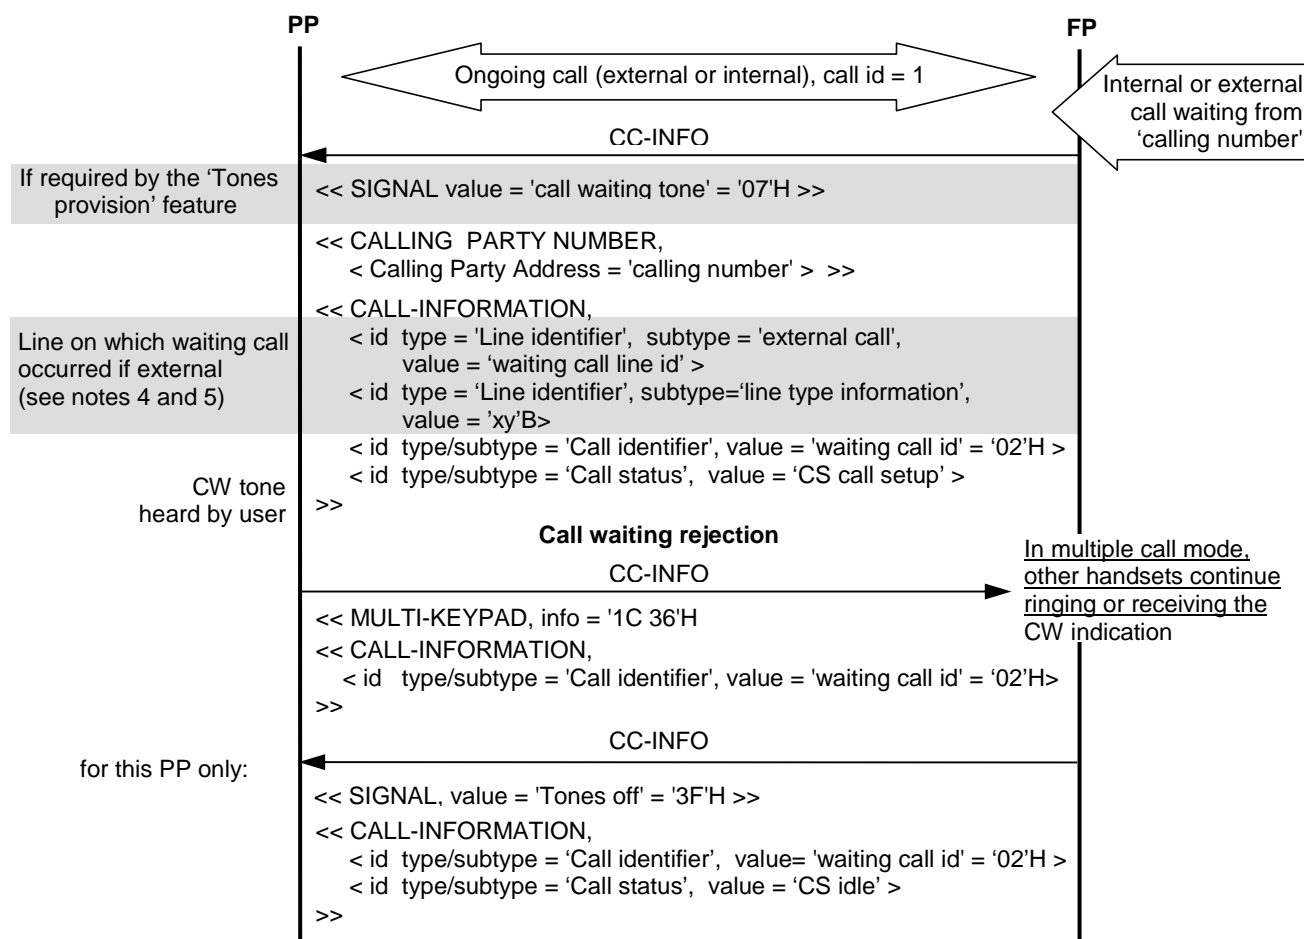 PP
FP
Ongoing call (external or internal), call id = 1
Internal or external
call waiting from
‘calling number'
CC-INFO
If required by the ‘Tones
provision’ feature
<< SIGNAL value = 'call waiting tone' = '07'H >>
<< CALLING PARTY NUMBER,
< Calling Party Address = 'calling number' > >>
<< CALL-INFORMATION,
Line on which waiting call
occurred if external
(see notes 4 and 5)
< id type = 'Line identifier', subtype = 'external call',
value = ‘waiting call line id’ >
< id type = ‘Line identifier’, subtype=‘line type information’,
value = ’xy’B>
< id type/subtype = 'Call identifier', value = 'waiting call id' = ‘02’H >
< id type/subtype = ‘Call status’, value = ‘CS call setup’ >
>>
CW tone
heard by user
Call waiting rejection
CC-INFO
In multiple call mode,
other handsets continue
ringing or receiving the
CW indication
<< MULTI-KEYPAD, info = '1C 36'H
<< CALL-INFORMATION,
< id type/subtype = 'Call identifier', value = 'waiting call id' = ‘02’H>
>>
CC-INFO
for this PP only:
<< SIGNAL, value = 'Tones off' = '3F'H >>
<< CALL-INFORMATION,
< id type/subtype = ‘Call identifier’, value= 'waiting call id' = ‘02’H >
< id type/subtype = ‘Call status’, value = ‘CS idle’ >
>>